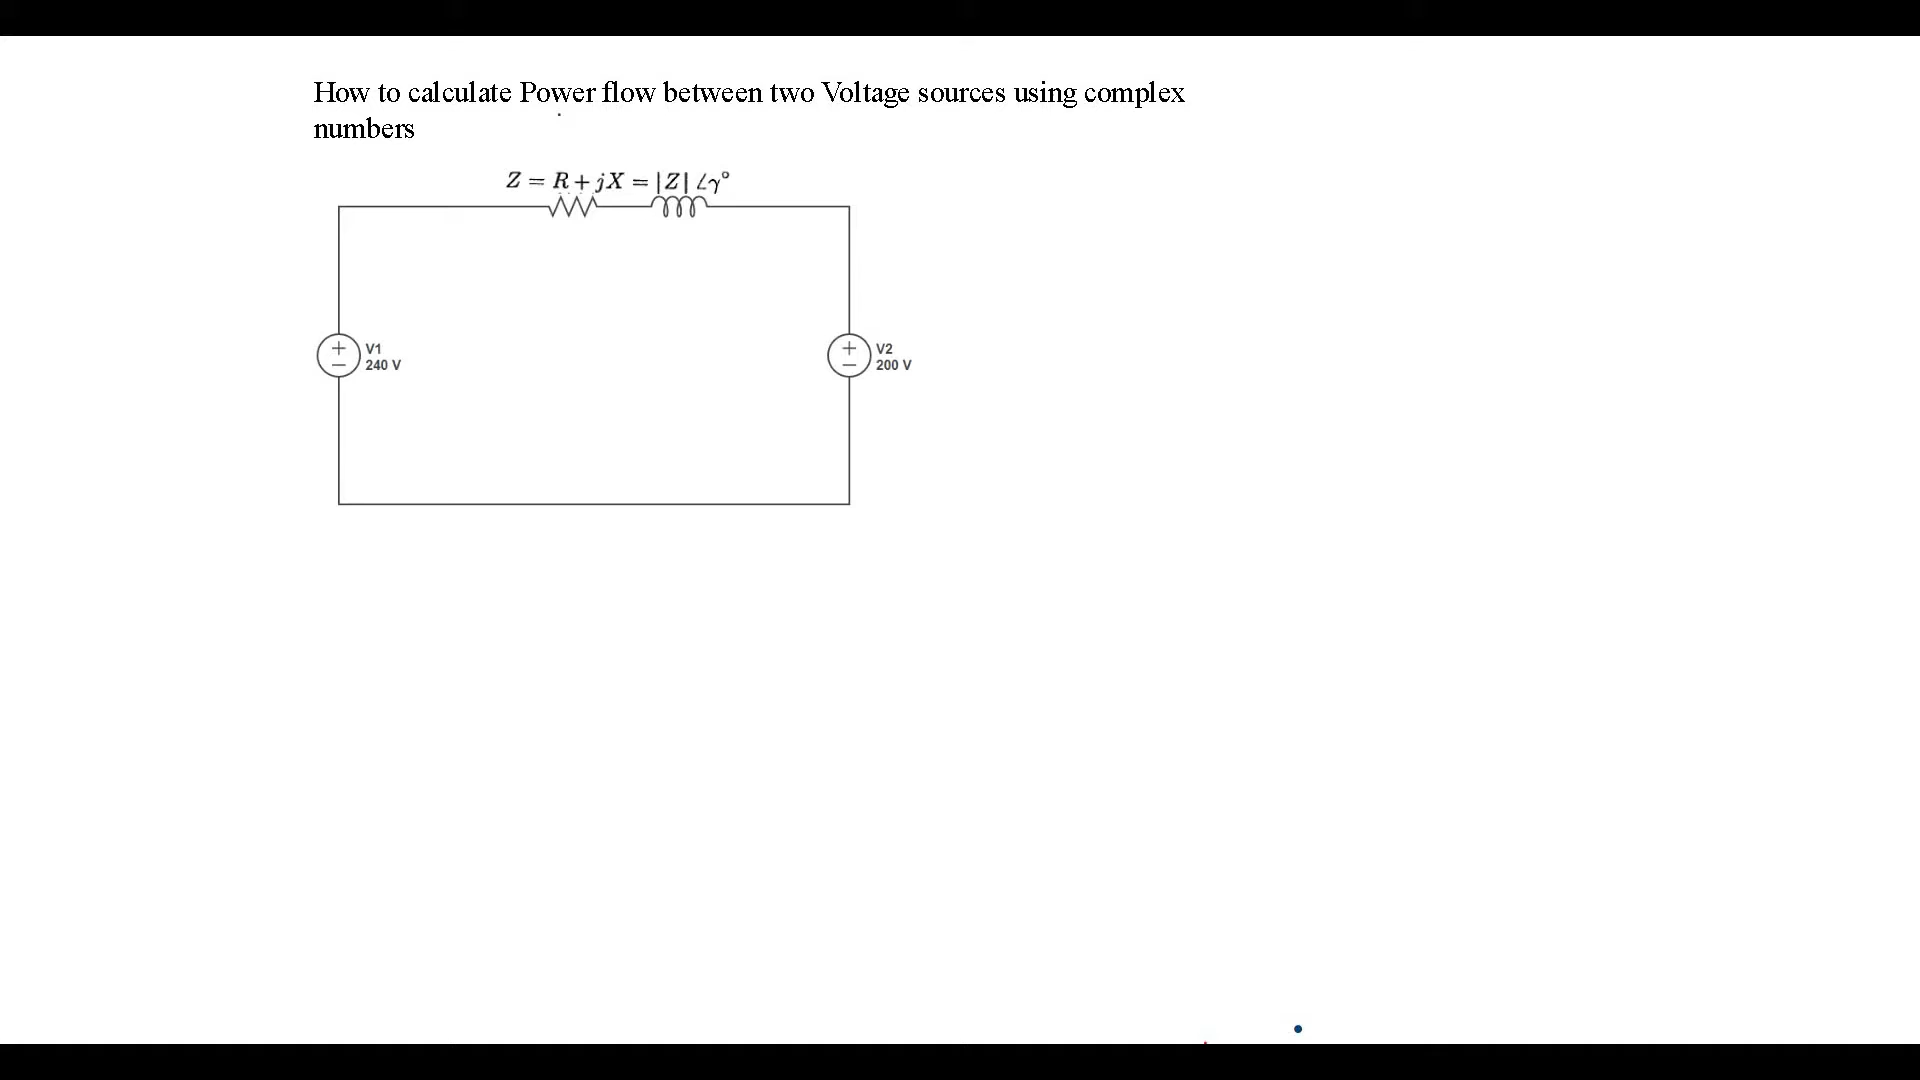 How to calculate Power flow between two Voltage sources using complex
numbers
Z = R + jX = |Z| ∠γ°
V1
240 V
V2
200 V